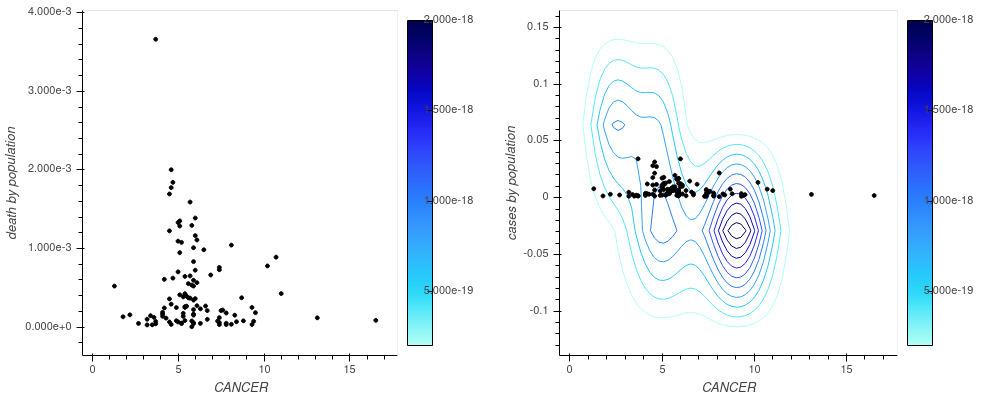 4.000e-3
3.000e-3
2.000e-3
1.000e-3
0.000e+0
death by population
0
5
10
15
CANCER
2.000e-18
1.500e-18
1.000e-18
5.000e-19
0.15
0.1
0.05
0
-0.05
-0.1
cases by population
0
5
10
15
CANCER
2.000e-18
1.500e-18
1.000e-18
5.000e-19